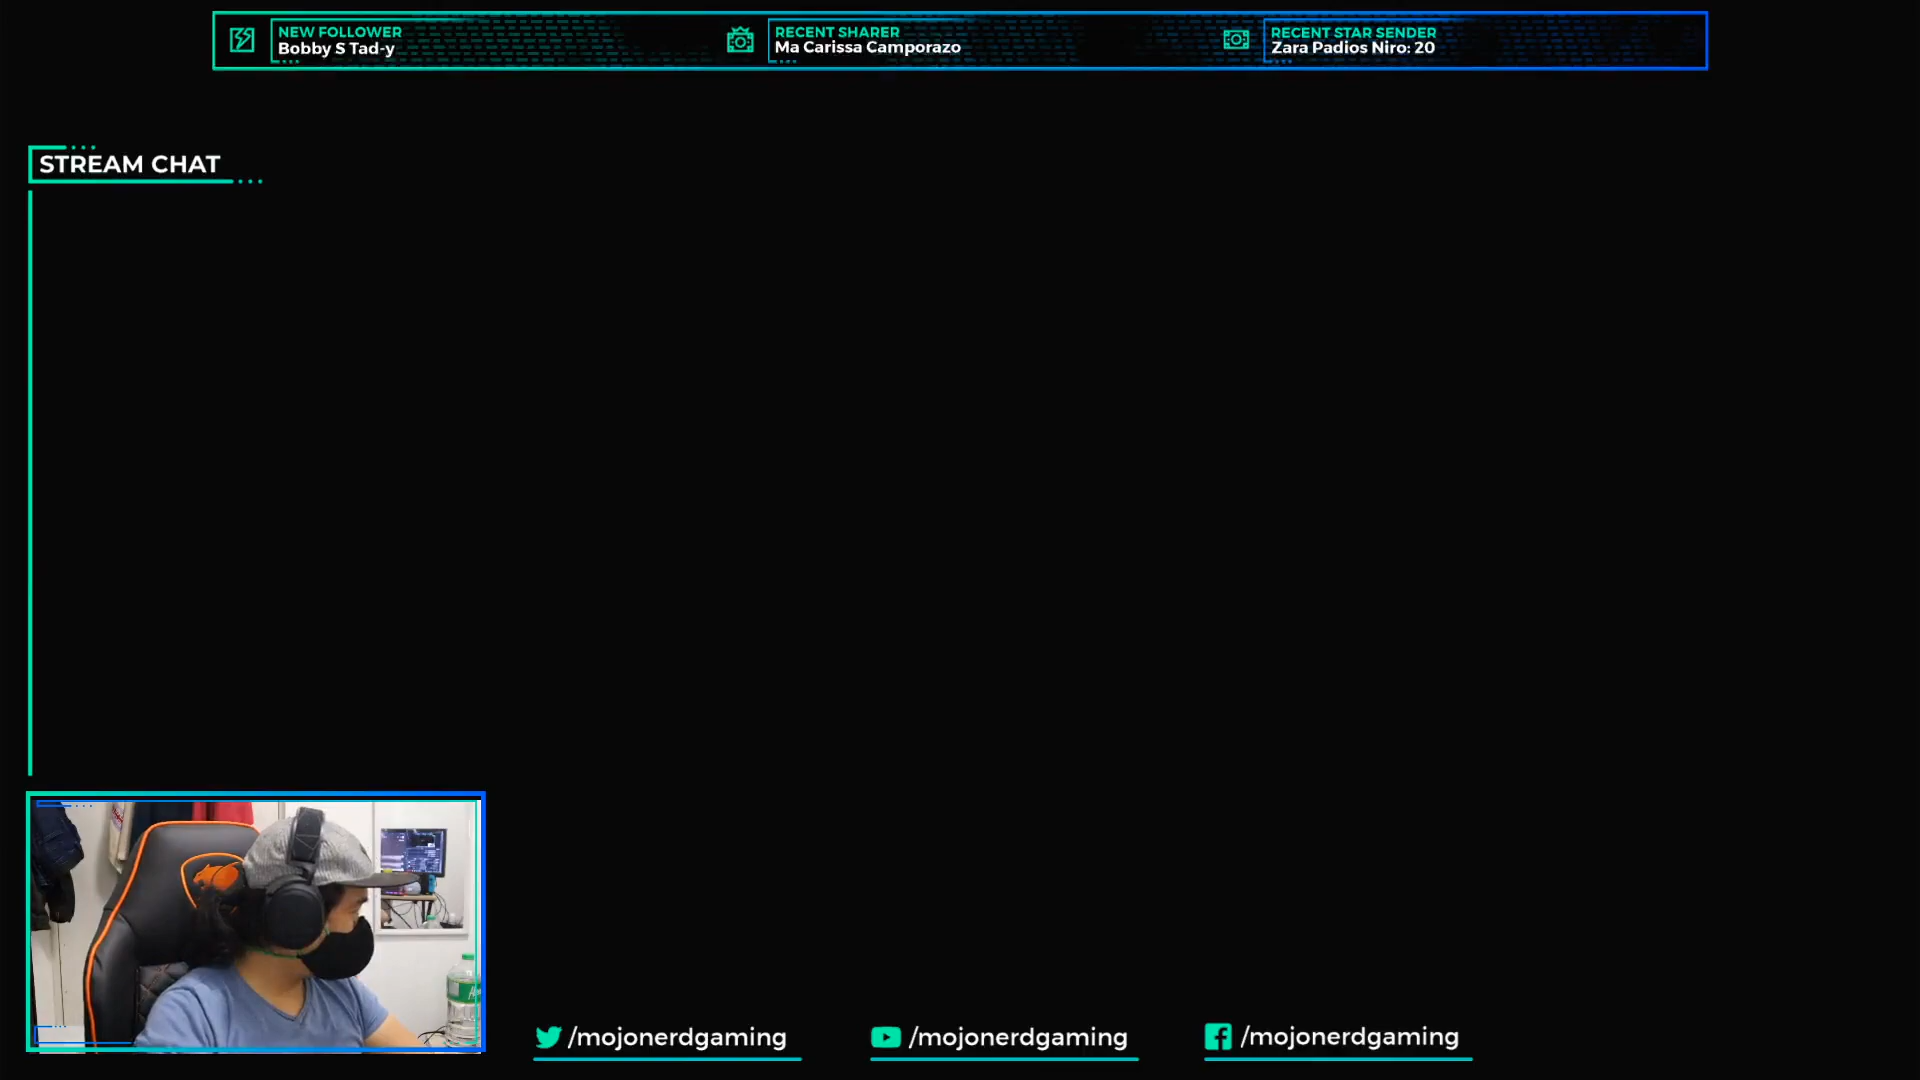 NEW FOLLOWER
Bobby S Tad-y
RECENT SHARER
Ma Carissa Camporazo
RECENT STAR SENDER
Zara Padios Niro: 20
STREAM CHAT
/mojonerdgaming
/mojonerdgaming
/mojonerdgaming